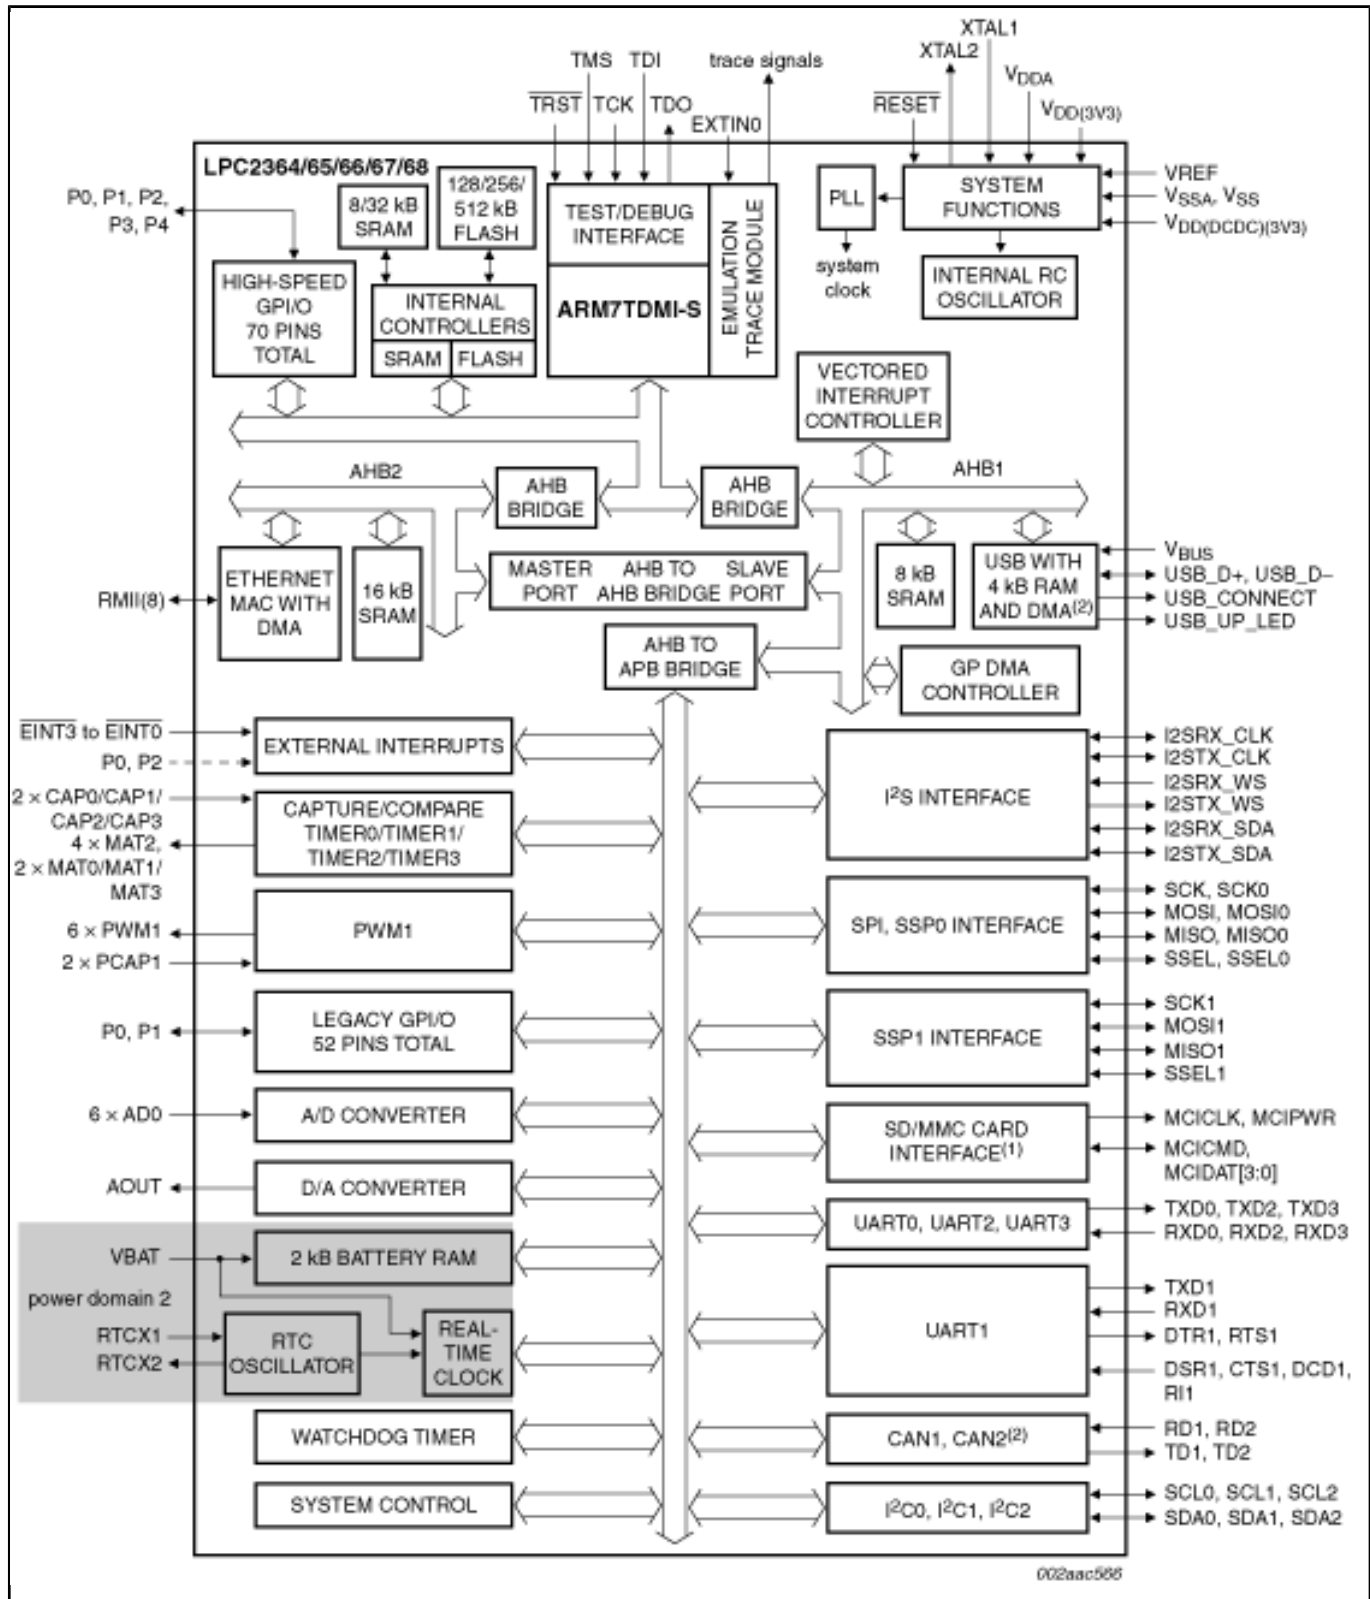 XTAL1
XTAL2
TMS TDI
trace signals
VDDA
TRST TCK
TDO
RESET
VDD(3V3)
EXTIN0
LPC2364/65/66/67/68
P0, P1, P2,
P3, P4
8/32 kB
SRAM
128/256/
512 kB
FLASH
TEST/DEBUG
INTERFACE
EMULATION
TRACE MODULE
PLL
SYSTEM
FUNCTIONS
VREF
VSSA, VSS
VDD(DCDC)(3V3)
system
clock
HIGH-SPEED
GPI/O
70 PINS
TOTAL
INTERNAL
CONTROLLERS
SRAM FLASH
ARM7TDMI-S
INTERNAL RC
OSCILLATOR
VECTORED
INTERRUPT
CONTROLLER
AHB2
AHB
BRIDGE
AHB
BRIDGE
AHB1
ETHERNET
MAC WITH
DMA
16 kB
SRAM
MASTER
PORT
AHB TO
AHB BRIDGE
SLAVE
PORT
8 kB
SRAM
USB WITH
4 kB RAM
AND DMA(2)
VBUS
USB_D+, USB_D−
USB_CONNECT
USB_UP_LED
RMII(8)
AHB TO
APB BRIDGE
GP DMA
CONTROLLER
EINT3 to EINT0
P0, P2
EXTERNAL INTERRUPTS
2 × CAP0/CAP1/
CAP2/CAP3
4 × MAT2,
2 × MAT0/MAT1/
MAT3
CAPTURE/COMPARE
TIMER0/TIMER1/
TIMER2/TIMER3
I2S INTERFACE
I2SRX_CLK
I2STX_CLK
I2SRX_WS
I2STX_WS
I2SRX_SDA
I2STX_SDA
6 × PWM1
2 × PCAP1
PWM1
SPI, SSP0 INTERFACE
SCK, SCK0
MOSI, MOSI0
MISO, MISO0
SSEL, SSEL0
P0, P1
LEGACY GPI/O
52 PINS TOTAL
SSP1 INTERFACE
SCK1
MOSI1
MISO1
SSEL1
6 × AD0
A/D CONVERTER
SD/MMC CARD
INTERFACE(1)
MCICLK, MCIPWR
MCICMD,
MCIDAT[3:0]
AOUT
D/A CONVERTER
UART0, UART2, UART3
TXD0, TXD2, TXD3
RXD0, RXD2, RXD3
VBAT
2 kB BATTERY RAM
power domain 2
RTCX1
RTCX2
RTC
OSCILLATOR
REAL-
TIME
CLOCK
UART1
TXD1
RXD1
DTR1, RTS1
DSR1, CTS1, DCD1,
RI1
WATCHDOG TIMER
CAN1, CAN2(2)
RD1, RD2
TD1, TD2
SYSTEM CONTROL
I2C0, I2C1, I2C2
SCL0, SCL1, SCL2
SDA0, SDA1, SDA2
002aac566